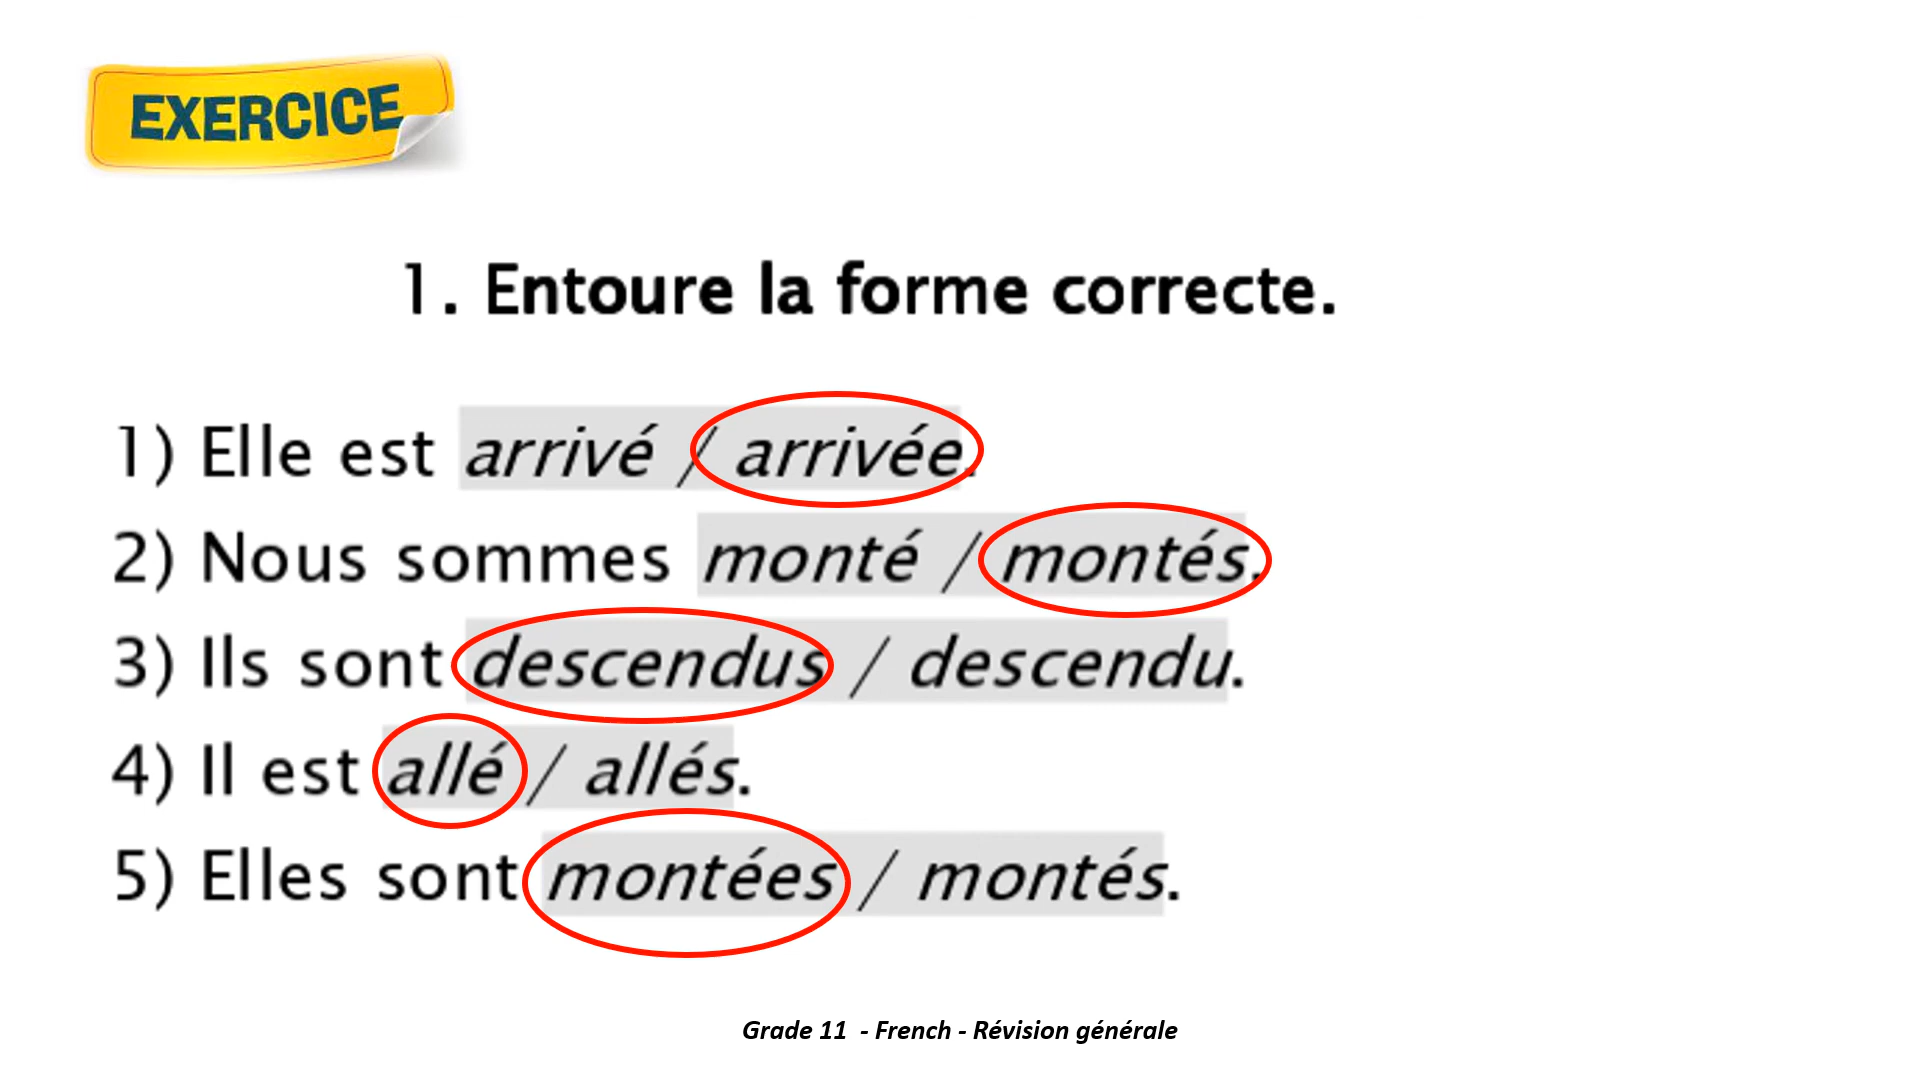 EXERCICE
1. Entoure la forme correcte.
1) Elle est arrivé / arrivée.
2) Nous sommes monté / montés.
3) Ils sont descendus / descendu.
4) Il est allé / allés.
5) Elles sont montées / montés.
Grade 11 - French - Révision générale